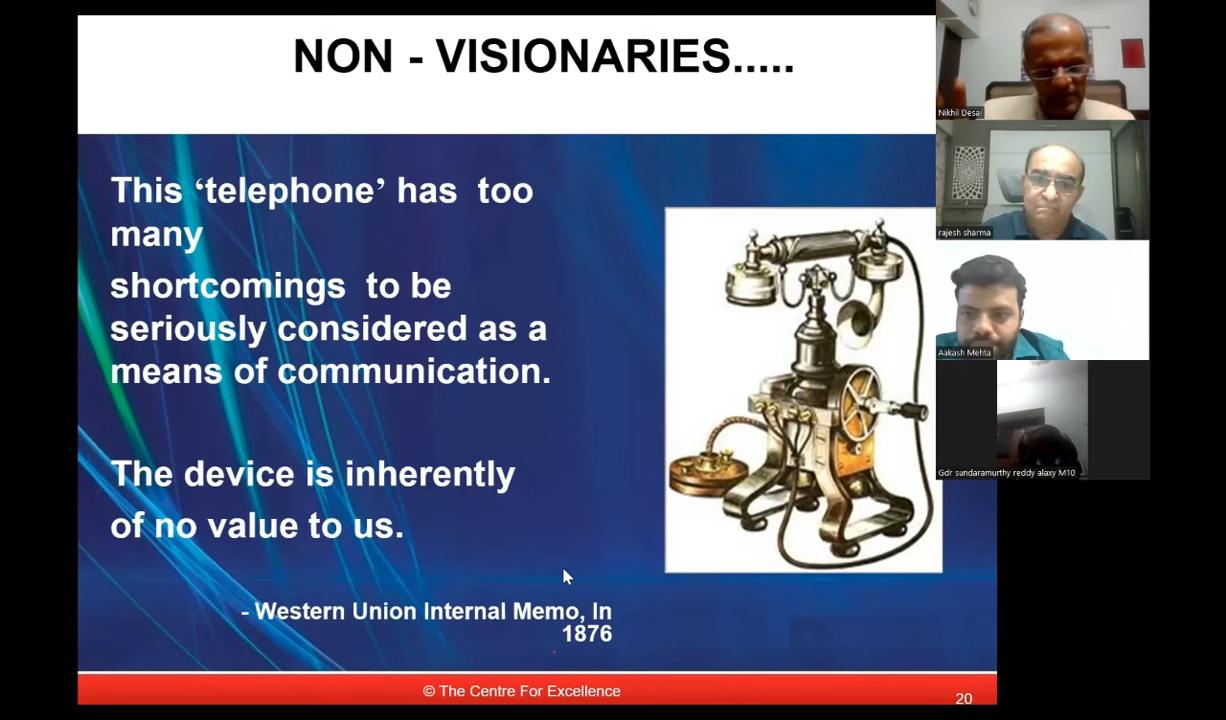 NON - VISIONARIES.....
This ‘telephone’ has too
many
shortcomings to be
seriously considered as a
means of communication.
The device is inherently
of no value to us.
- Western Union Internal Memo, In
1876
© The Centre For Excellence
20
Nikhil Desai
rajesh sharma
Aakash Mehta
Gdr sundaramurthy reddy alaxy M10